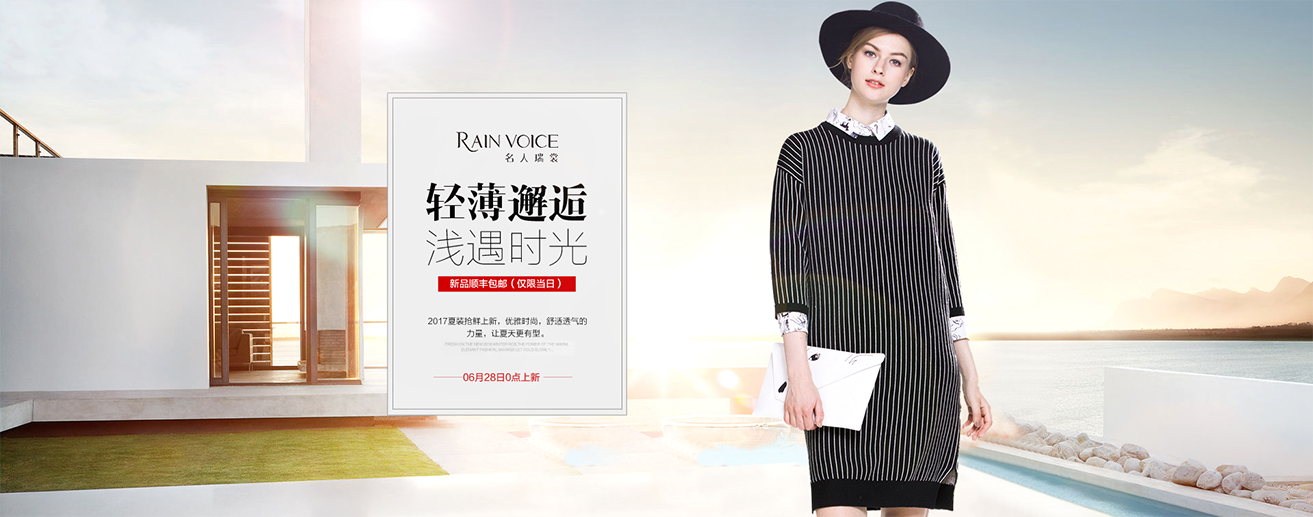 RAIN VOICE
名人瑞裳
轻薄邂逅
浅遇时光
新品顺丰包邮（仅限当日）
2017夏装抢鲜上新，优雅时尚，舒适透气的
力量，让夏天更有型。
06月28日0点上新